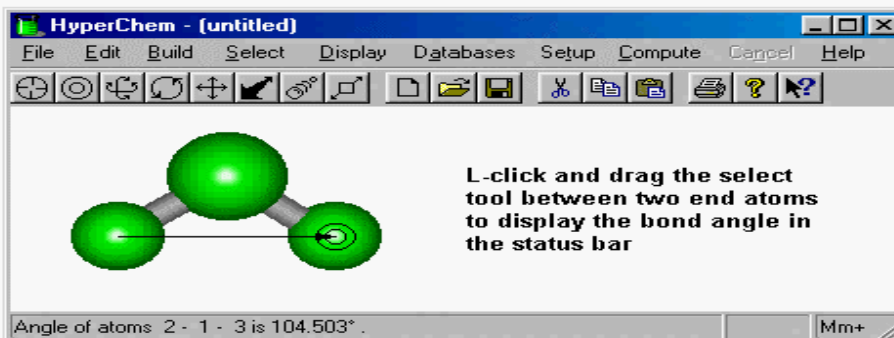 HyperChem - (untitled)
File Edit Build Select Display Databases Setup Compute Cancel Help
L-click and drag the select
tool between two end atoms
to display the bond angle in
the status bar
Angle of atoms 2 - 1 - 3 is 104.503° .
Mm+